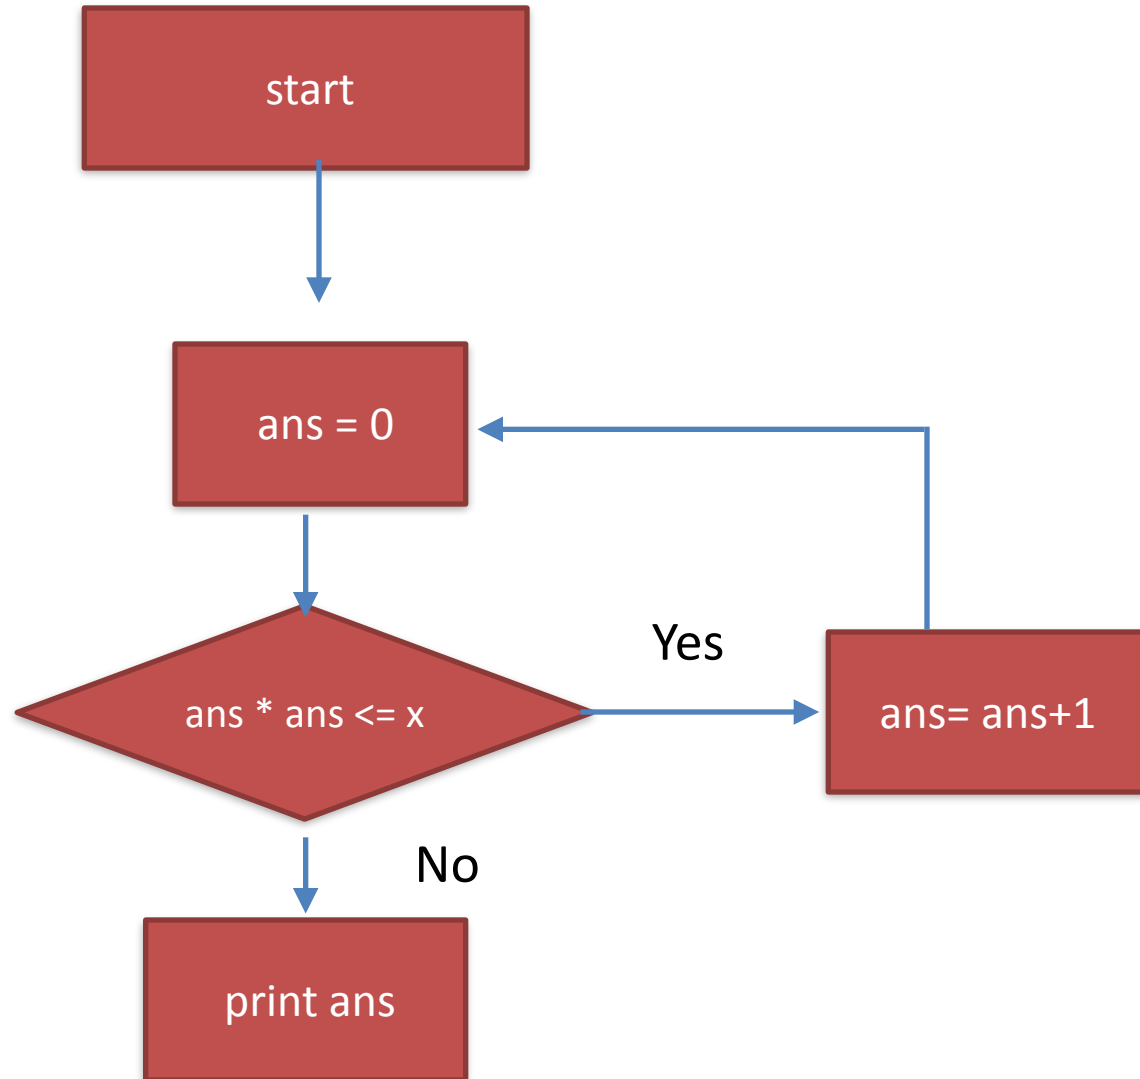 start
ans = 0
ans * ans <= x
Yes
ans= ans+1
No
print ans